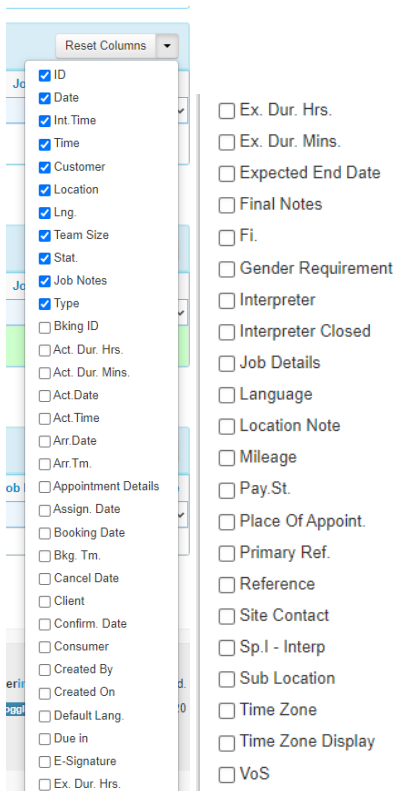 Reset Columns
ID
Date
Int.Time
Time
Customer
Location
Lng.
Team Size
Stat.
Job Notes
Type
Bking ID
Act. Dur. Hrs.
Act. Dur. Mins.
Act.Date
Act.Time
Arr.Date
Arr.Tm.
Appointment Details
Assign. Date
Booking Date
Bkg. Tm.
Cancel Date
Client
Confirm. Date
Consumer
Created By
Created On
Default Lang.
Due in
E-Signature
Ex. Dur. Hrs.
Jo
Jo
ob
d.
20
Ex. Dur. Hrs.
Ex. Dur. Mins.
Expected End Date
Final Notes
Fi.
Gender Requirement
Interpreter
Interpreter Closed
Job Details
Language
Location Note
Mileage
Pay.St.
Place Of Appoint.
Primary Ref.
Reference
Site Contact
Sp.I - Interp
Sub Location
Time Zone
Time Zone Display
VoS